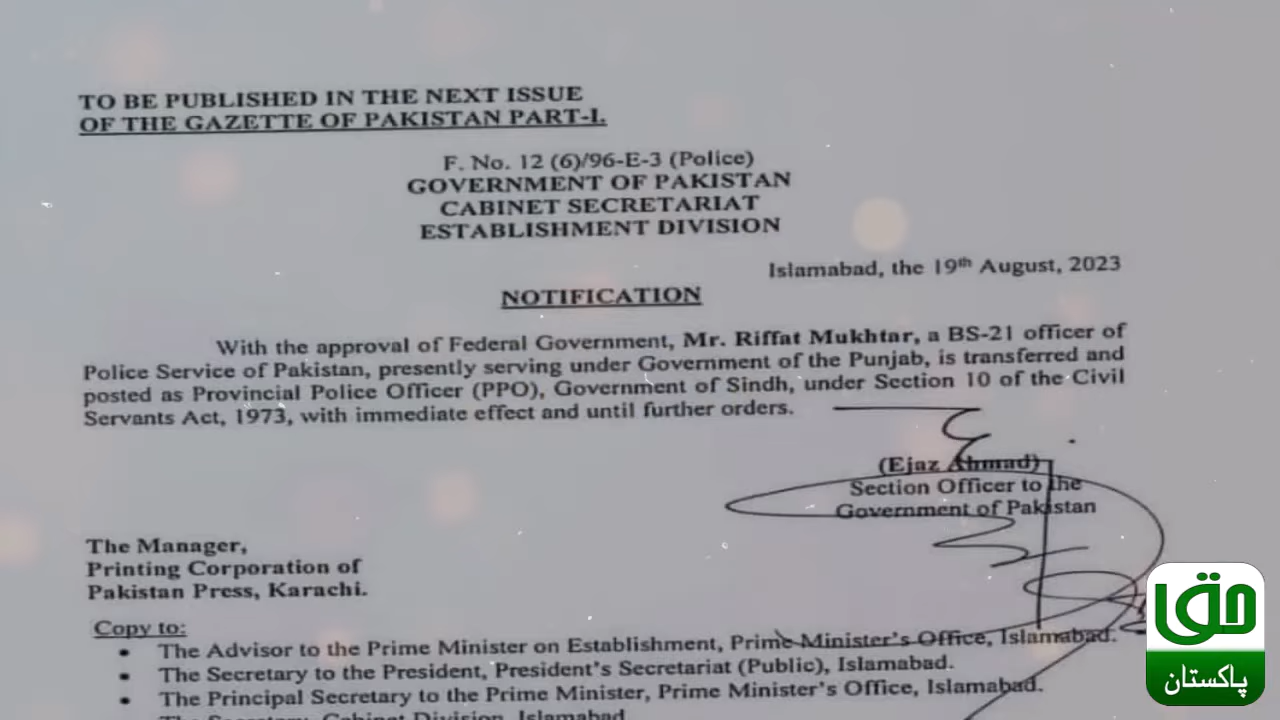 TO BE PUBLISHED IN THE NEXT ISSUE
OF THE GAZETTE OF PAKISTAN PART-I.
F. No. 12 (6)/96-E-3 (Police)
GOVERNMENT OF PAKISTAN
CABINET SECRETARIAT
ESTABLISHMENT DIVISION
Islamabad, the 19th August, 2023
NOTIFICATION
With the approval of Federal Government, Mr. Riffat Mukhtar, a BS-21 officer of
Police Service of Pakistan, presently serving under Government of the Punjab, is transferred and
posted as Provincial Police Officer (PPO), Government of Sindh, under Section 10 of the Civil
Servants Act, 1973, with immediate effect and until further orders.
(Ejaz Ahmad)
Section Officer to the
Government of Pakistan
The Manager,
Printing Corporation of
Pakistan Press, Karachi.
Copy to:
• The Advisor to the Prime Minister on Establishment, Prime Minister's Office, Islamabad.
• The Secretary to the President, President's Secretariat (Public), Islamabad.
• The Principal Secretary to the Prime Minister, Prime Minister's Office, Islamabad.
The Secretary, Cabinet Division, Islamabad
حق
پاکستان